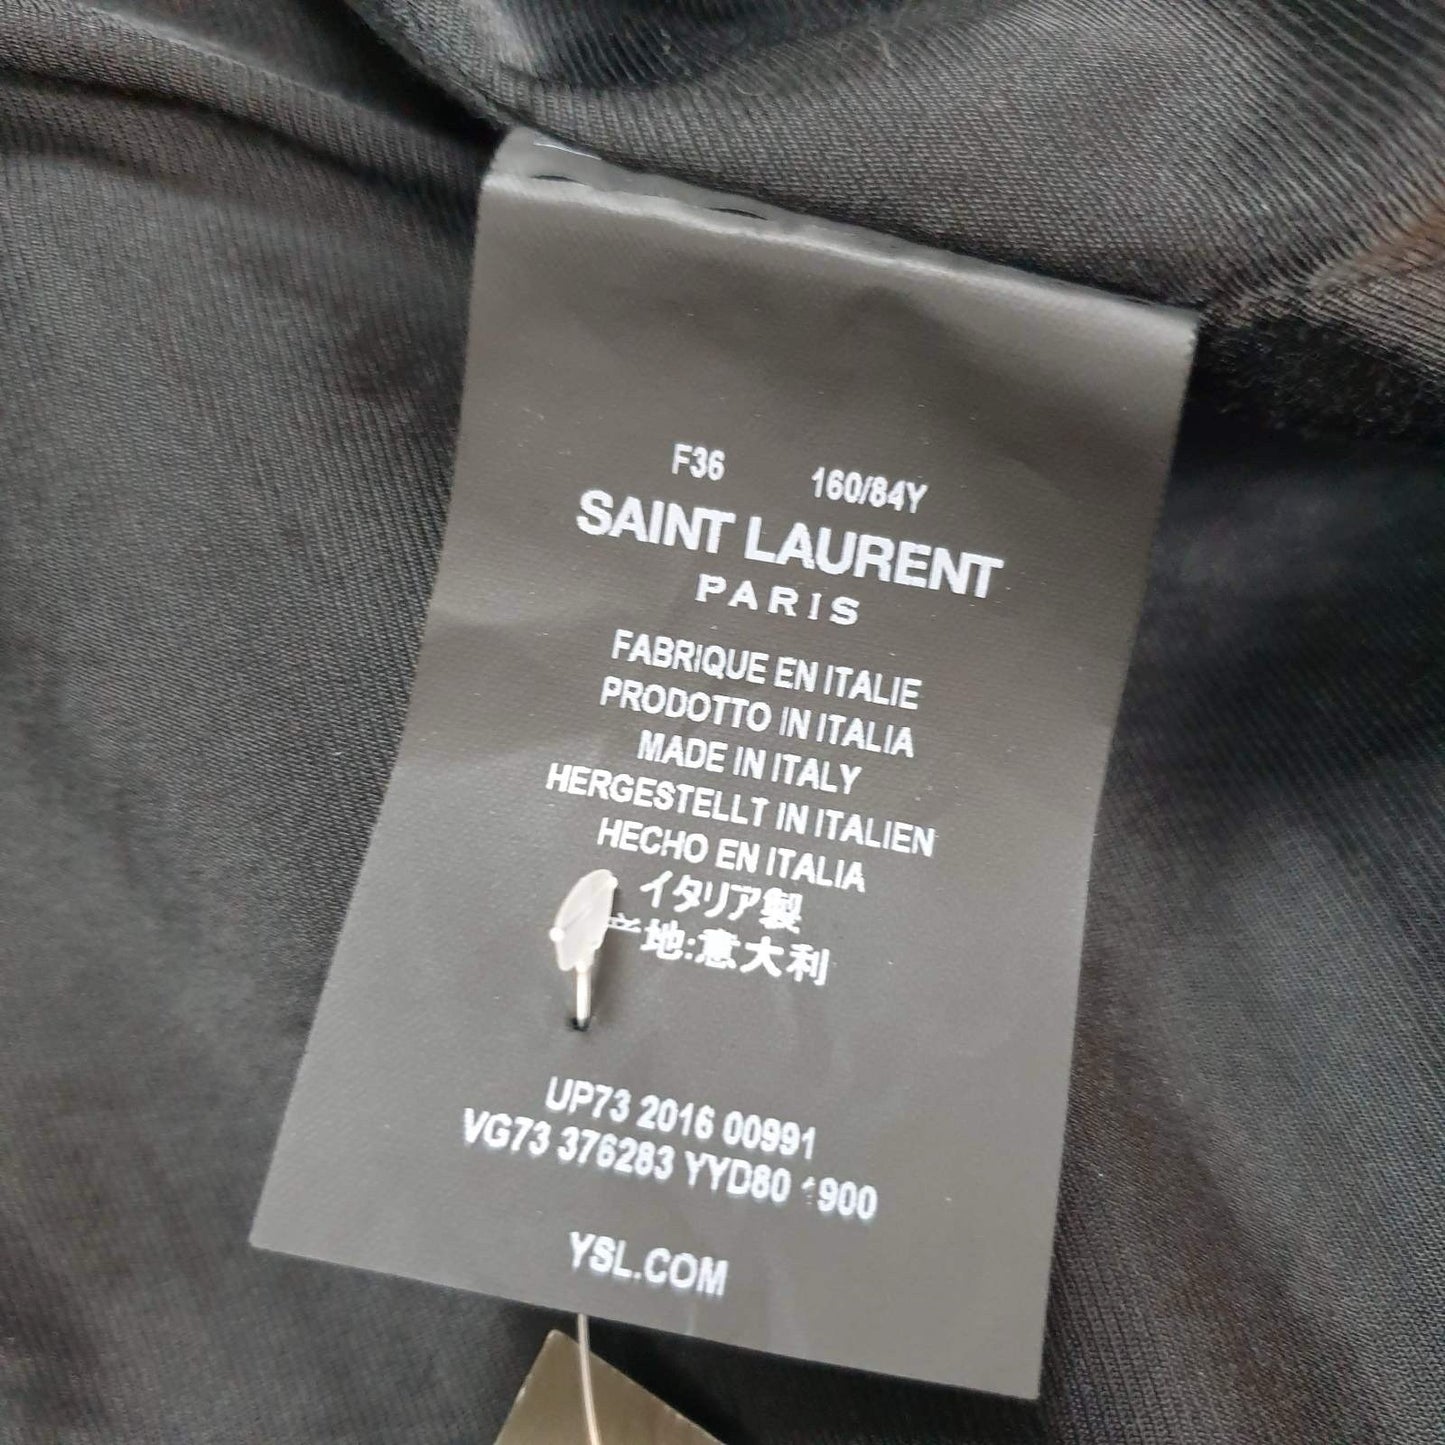 F36 160/84Y
SAINT LAURENT
PARIS
FABRIQUE EN ITALIE
PRODOTTO IN ITALIA
MADE IN ITALY
HERGESTELLT IN ITALIEN
HECHO EN ITALIA
イタリア製
产地:意大利
UP73 2016 00991
VG73 376283 YYD80 1900
YSL.COM